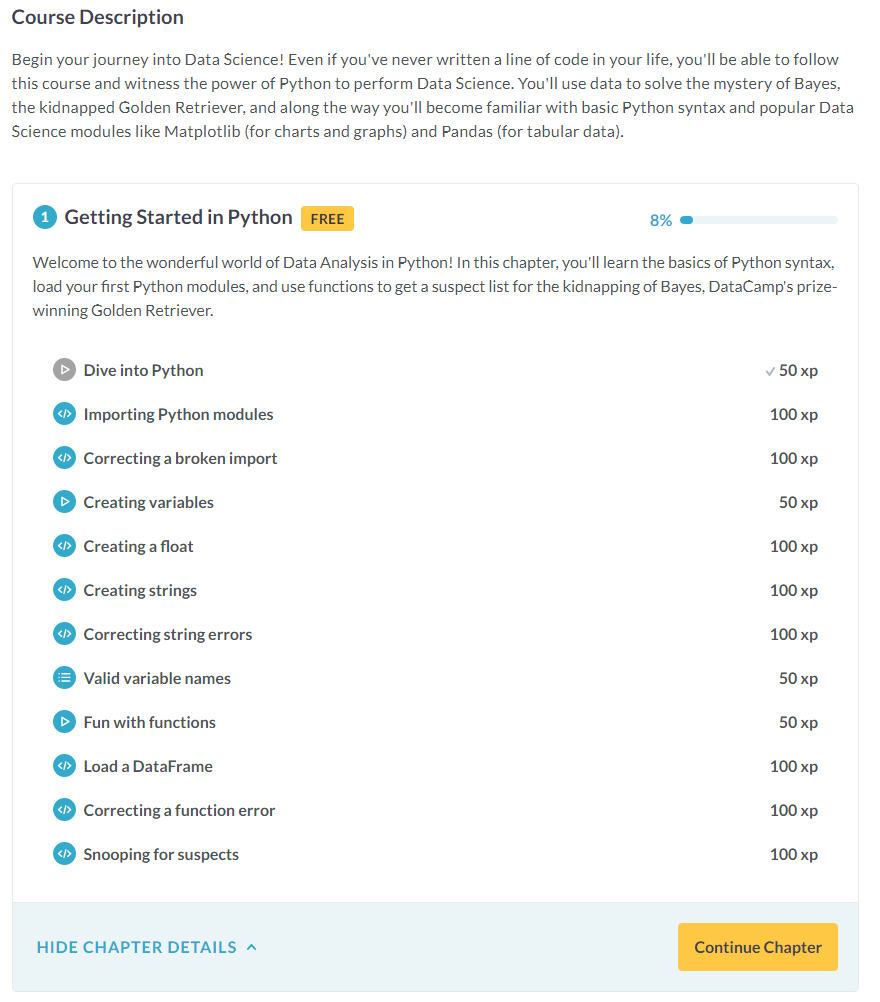 Course Description
Begin your journey into Data Science! Even if you've never written a line of code in your life, you'll be able to follow
this course and witness the power of Python to perform Data Science. You'll use data to solve the mystery of Bayes,
the kidnapped Golden Retriever, and along the way you'll become familiar with basic Python syntax and popular Data
Science modules like Matplotlib (for charts and graphs) and Pandas (for tabular data).
1 Getting Started in Python FREE 8%
Welcome to the wonderful world of Data Analysis in Python! In this chapter, you'll learn the basics of Python syntax,
load your first Python modules, and use functions to get a suspect list for the kidnapping of Bayes, DataCamp's prize-
winning Golden Retriever.
Dive into Python 50 xp
Importing Python modules 100 xp
Correcting a broken import 100 xp
Creating variables 50 xp
Creating a float 100 xp
Creating strings 100 xp
Correcting string errors 100 xp
Valid variable names 50 xp
Fun with functions 50 xp
Load a DataFrame 100 xp
Correcting a function error 100 xp
Snooping for suspects 100 xp
HIDE CHAPTER DETAILS Continue Chapter